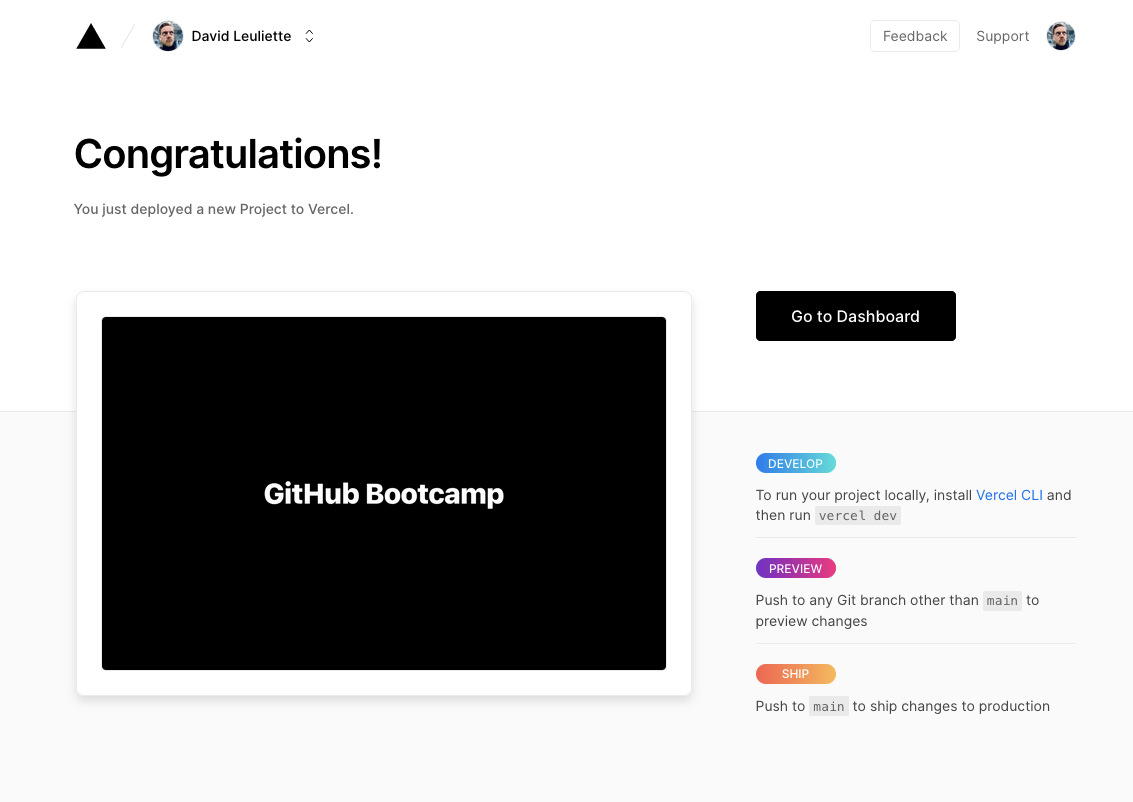 David Leuliette
Feedback
Support
Congratulations!
You just deployed a new Project to Vercel.
GitHub Bootcamp
Go to Dashboard
DEVELOP
To run your project locally, install Vercel CLI and
then run vercel dev
PREVIEW
Push to any Git branch other than main to
preview changes
SHIP
Push to main to ship changes to production